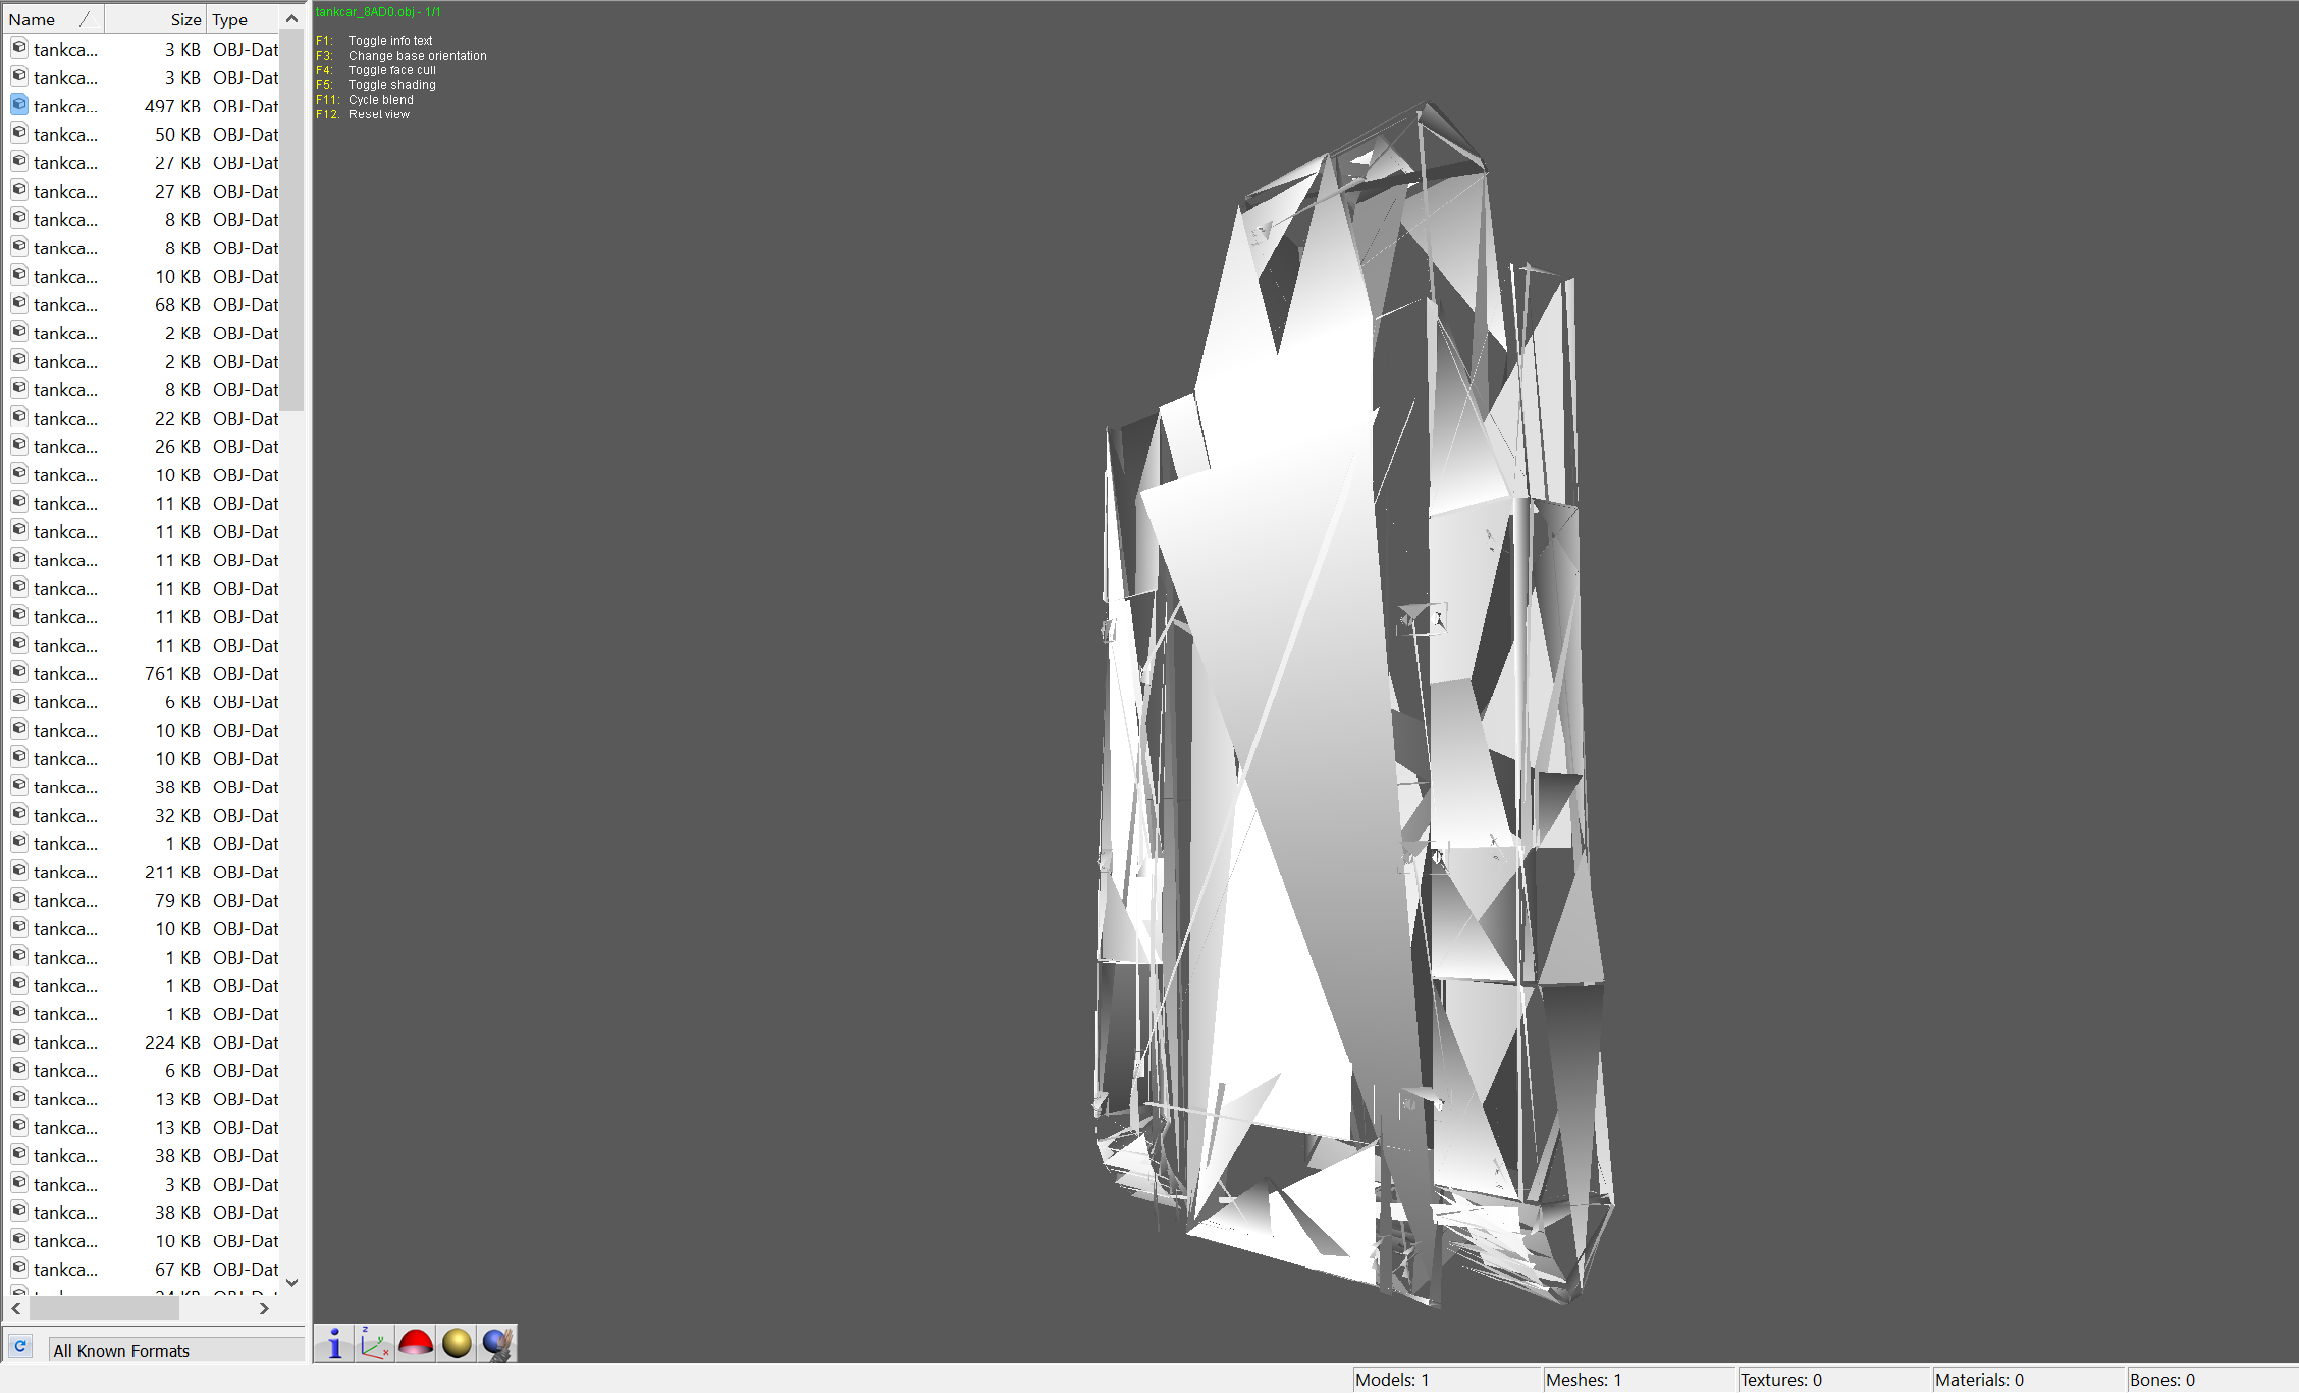 Name Size Type
tankca... 3 KB OBJ-Dat
tankca... 3 KB OBJ-Dat
tankca... 497 KB OBJ-Dat
tankca... 50 KB OBJ-Dat
tankca... 27 KB OBJ-Dat
tankca... 27 KB OBJ-Dat
tankca... 8 KB OBJ-Dat
tankca... 8 KB OBJ-Dat
tankca... 10 KB OBJ-Dat
tankca... 68 KB OBJ-Dat
tankca... 2 KB OBJ-Dat
tankca... 2 KB OBJ-Dat
tankca... 8 KB OBJ-Dat
tankca... 22 KB OBJ-Dat
tankca... 26 KB OBJ-Dat
tankca... 10 KB OBJ-Dat
tankca... 11 KB OBJ-Dat
tankca... 11 KB OBJ-Dat
tankca... 11 KB OBJ-Dat
tankca... 11 KB OBJ-Dat
tankca... 11 KB OBJ-Dat
tankca... 11 KB OBJ-Dat
tankca... 761 KB OBJ-Dat
tankca... 6 KB OBJ-Dat
tankca... 10 KB OBJ-Dat
tankca... 10 KB OBJ-Dat
tankca... 38 KB OBJ-Dat
tankca... 32 KB OBJ-Dat
tankca... 1 KB OBJ-Dat
tankca... 211 KB OBJ-Dat
tankca... 79 KB OBJ-Dat
tankca... 10 KB OBJ-Dat
tankca... 1 KB OBJ-Dat
tankca... 1 KB OBJ-Dat
tankca... 1 KB OBJ-Dat
tankca... 224 KB OBJ-Dat
tankca... 6 KB OBJ-Dat
tankca... 13 KB OBJ-Dat
tankca... 13 KB OBJ-Dat
tankca... 38 KB OBJ-Dat
tankca... 3 KB OBJ-Dat
tankca... 38 KB OBJ-Dat
tankca... 10 KB OBJ-Dat
tankca... 67 KB OBJ-Dat
All Known Formats
tankcar_8AD0.obj - 1/1
F1: Toggle info text
F3: Change base orientation
F4: Toggle face cull
F5: Toggle shading
F11: Cycle blend
F12: Reset view
Models: 1 Meshes: 1 Textures: 0 Materials: 0 Bones: 0